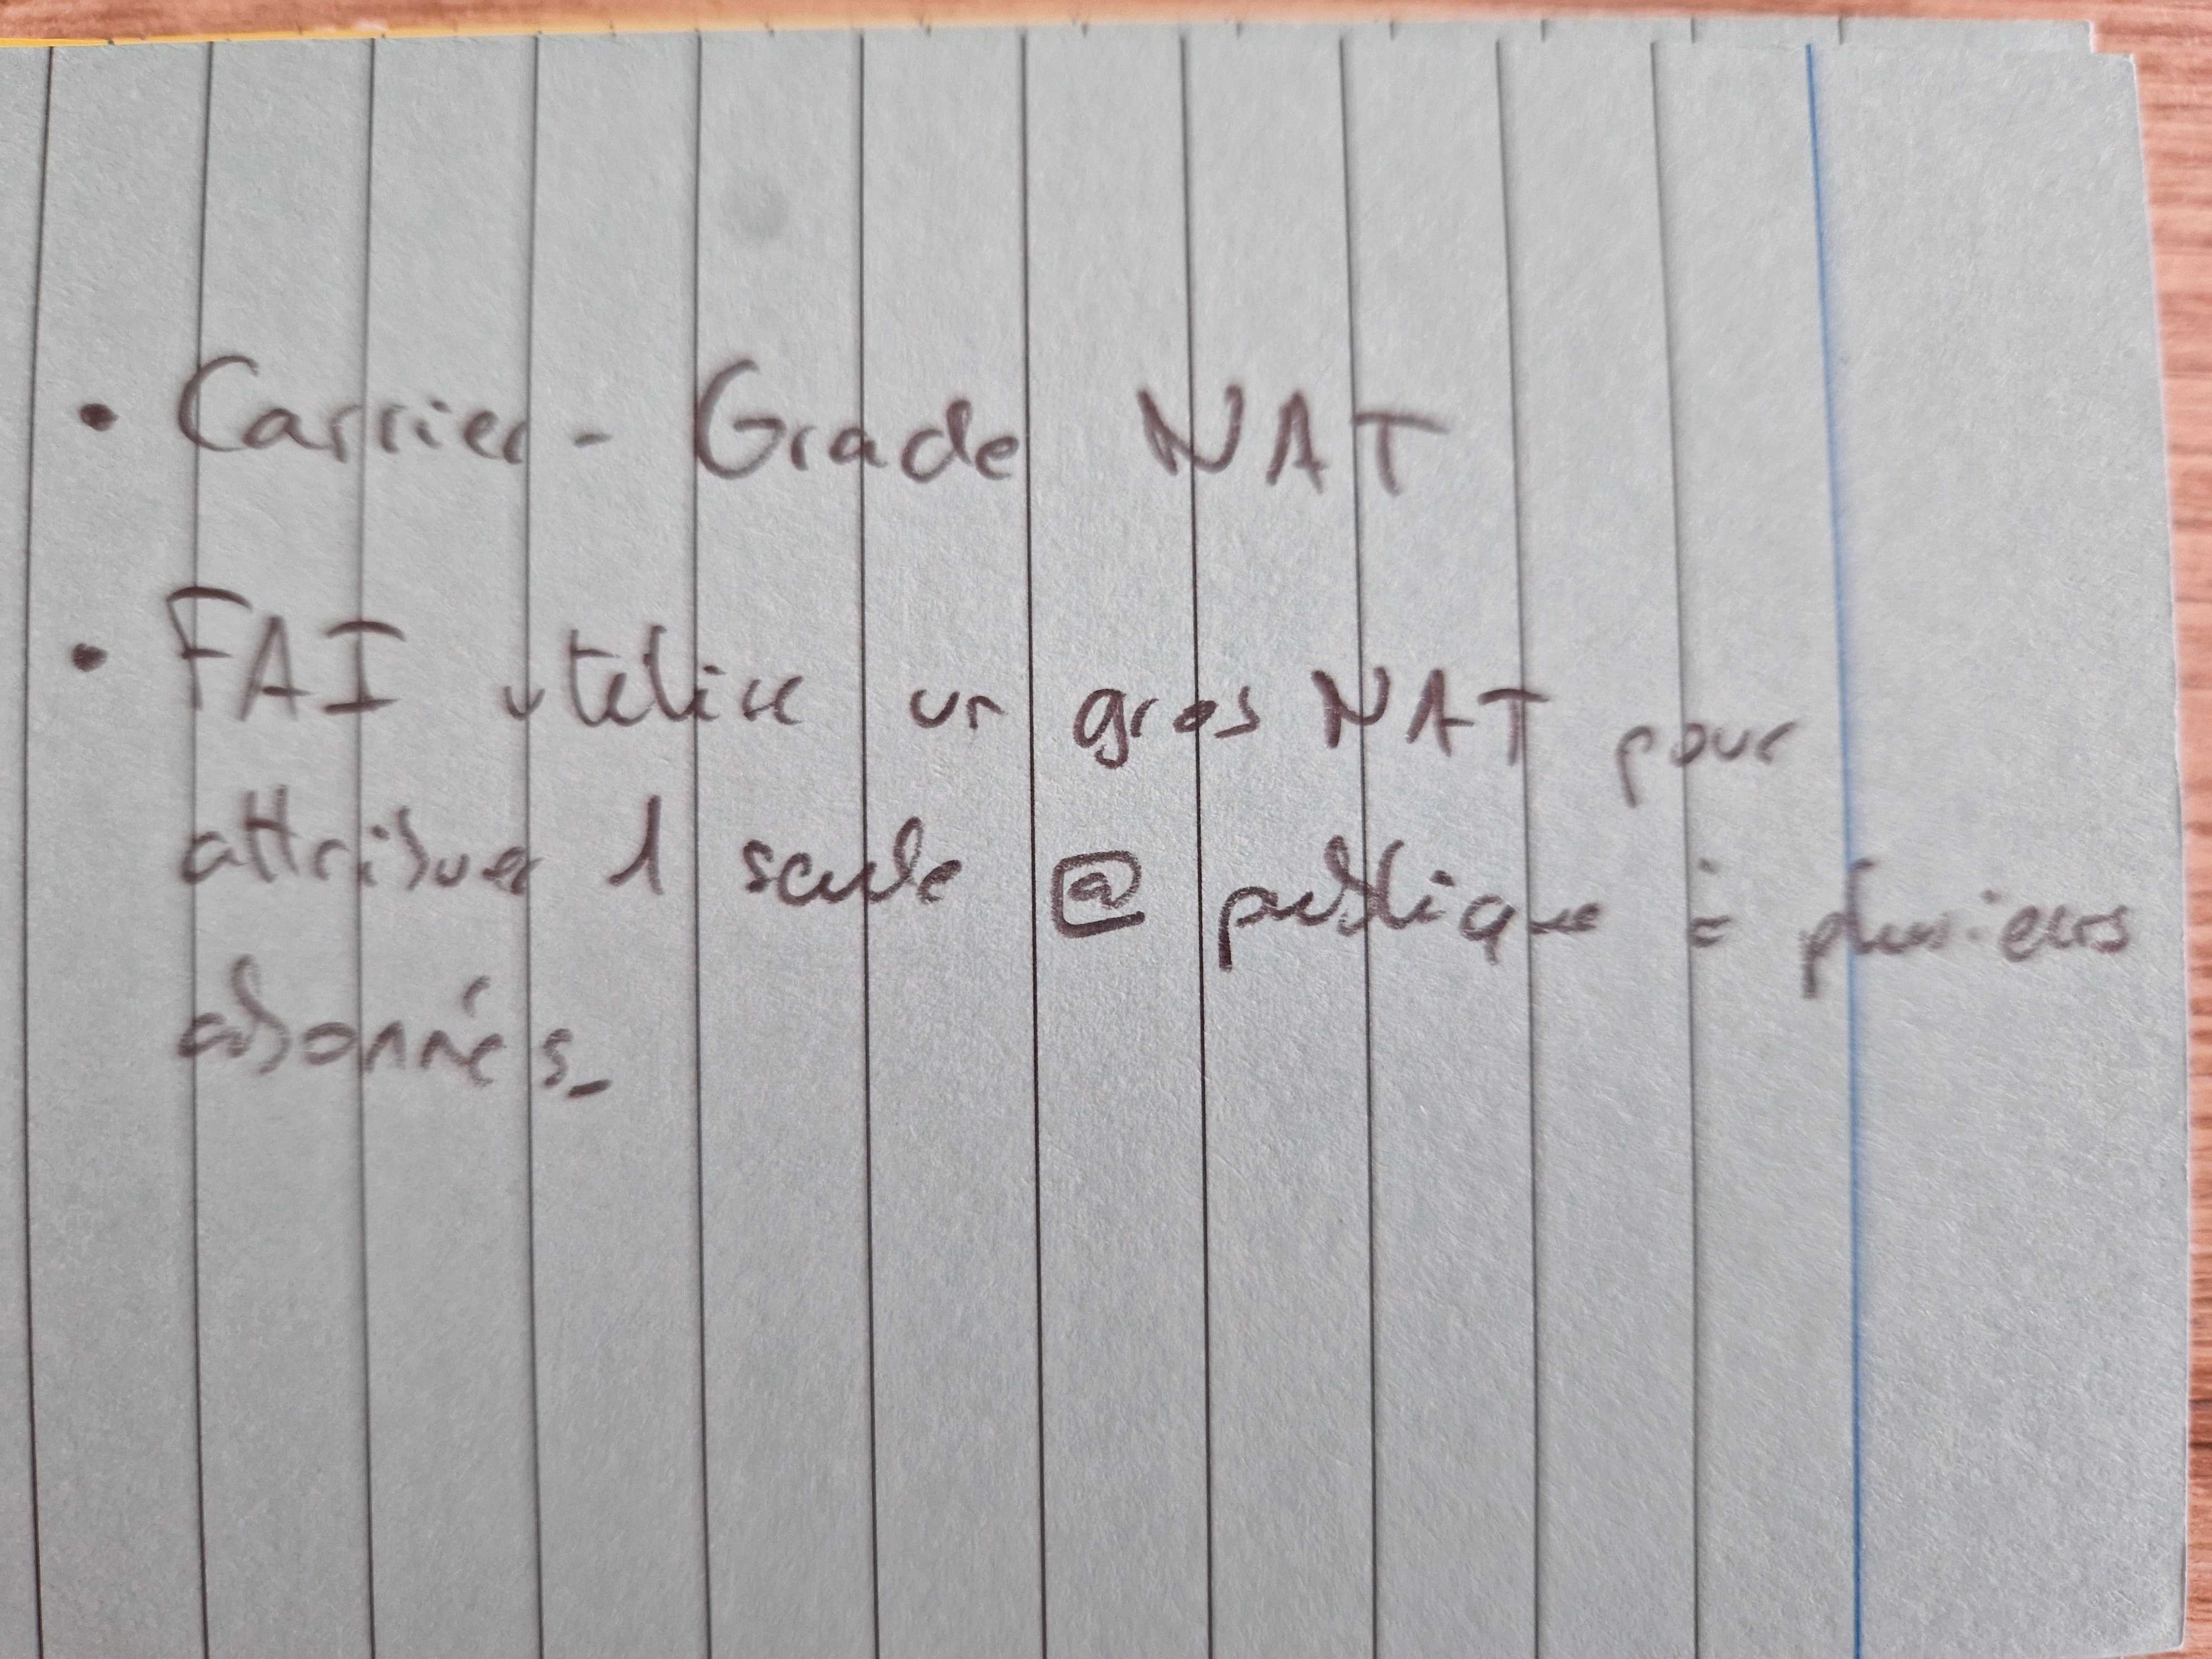 • Carrier-Grade NAT
• FAI utilise un gros NAT pour
attribuer 1 seule @ publique à plusieurs
abonnés_